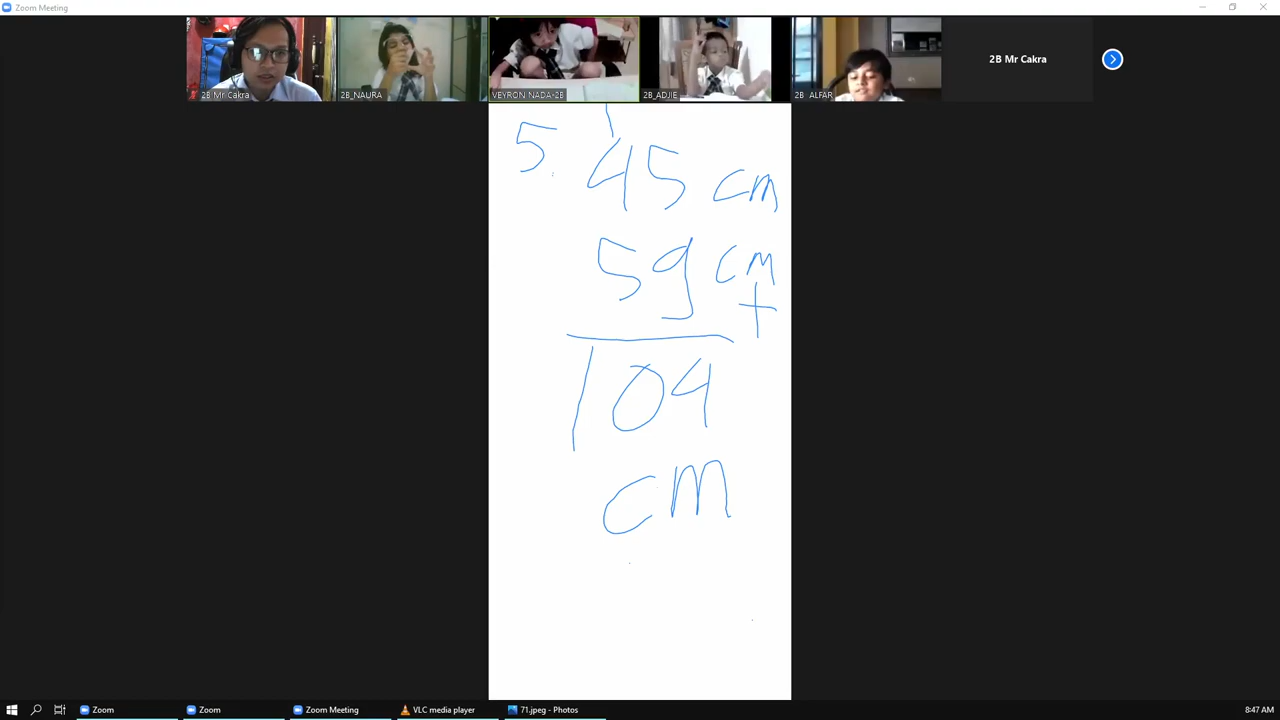 Zoom Meeting
2B Mr Cakra
2B_NAURA
VEYRON NADA-2B
2B_ADJIE
2B_ALFAR
2B Mr Cakra
1
5. 45 cm
59 cm
+
104
cm
Zoom
Zoom
Zoom Meeting
VLC media player
71.jpeg - Photos
8:47 AM